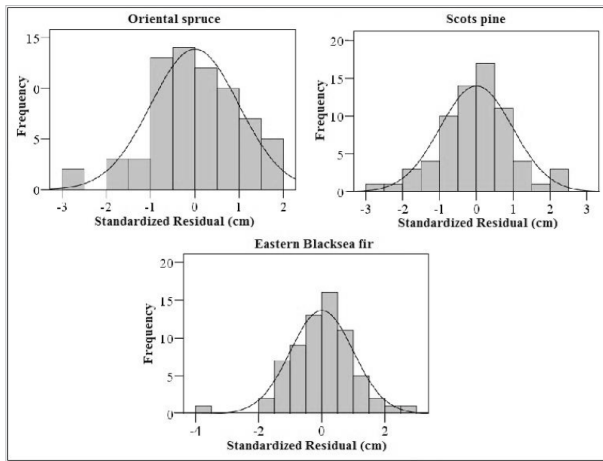 Oriental spruce
15
0
5
0
Frequency
-3 -2 -1 0 1 2
Standardized Residual (cm)
Scots pine
20
15
10
5
0
Frequency
-3 -2 -1 0 1 2 3
Standardized Residual (cm)
Eastern Blacksea fir
20
15
10
5
0
Frequency
-4 -2 0 2
Standardized Residual (cm)